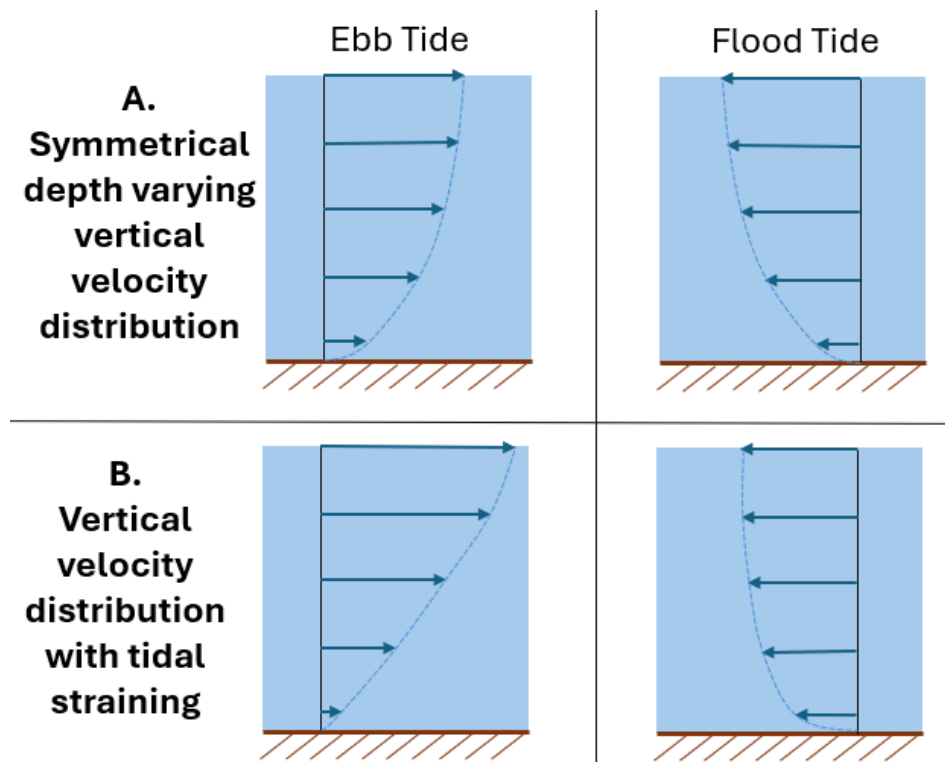 Ebb Tide
Flood Tide
A.
Symmetrical
depth varying
vertical
velocity
distribution
B.
Vertical
velocity
distribution
with tidal
straining